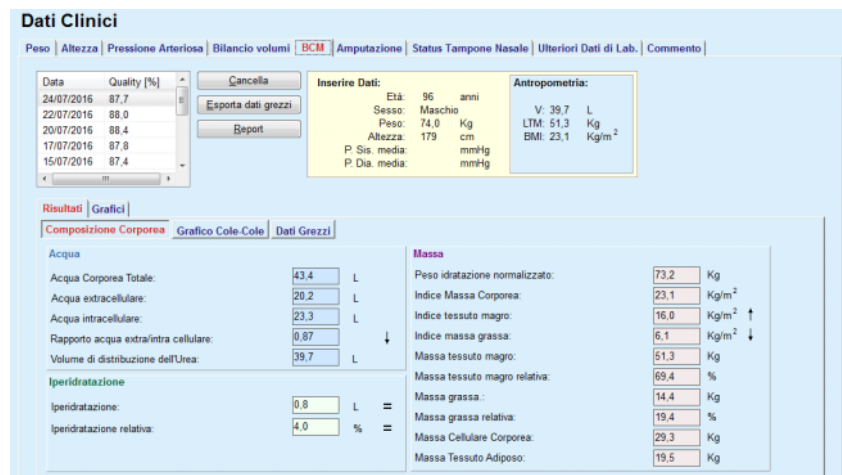 Dati Clinici
Peso Altezza Pressione Arteriosa Bilancio volumi BCM Amputazione Status Tampone Nasale Ulteriori Dati di Lab. Commento
Data Quality [%]
24/07/2016 87,7
22/07/2016 88,0
20/07/2016 88,4
17/07/2016 87,8
15/07/2016 87,4
Cancella
Esporta dati grezzi
Report
Inserire Dati:
Età: 96 anni
Sesso: Maschio
Peso: 74,0 Kg
Altezza: 179 cm
P. Sis. media: mmHg
P. Dia. media: mmHg
Antropometria:
V: 39,7 L
LTM: 51,3 Kg
BMI: 23,1 Kg/m²
Risultati Grafici
Composizione Corporea Grafico Cole-Cole Dati Grezzi
Acqua
Acqua Corporea Totale: 43,4 L
Acqua extracellulare: 20,2 L
Acqua intracellulare: 23,3 L
Rapporto acqua extra/intra cellulare: 0,87 ↓
Volume di distribuzione dell'Urea: 39,7 L
Iperidratazione
Iperidratazione: 0,8 L =
Iperidratazione relativa: 4,0 % =
Massa
Peso idratazione normalizzato: 73,2 Kg
Indice Massa Corporea: 23,1 Kg/m²
Indice tessuto magro: 16,0 Kg/m² ↑
Indice massa grassa: 6,1 Kg/m² ↓
Massa tessuto magro: 51,3 Kg
Massa tessuto magro relativa: 69,4 %
Massa grassa.: 14,4 Kg
Massa grassa relativa: 19,4 %
Massa Cellulare Corporea: 29,3 Kg
Massa Tessuto Adiposo: 19,5 Kg